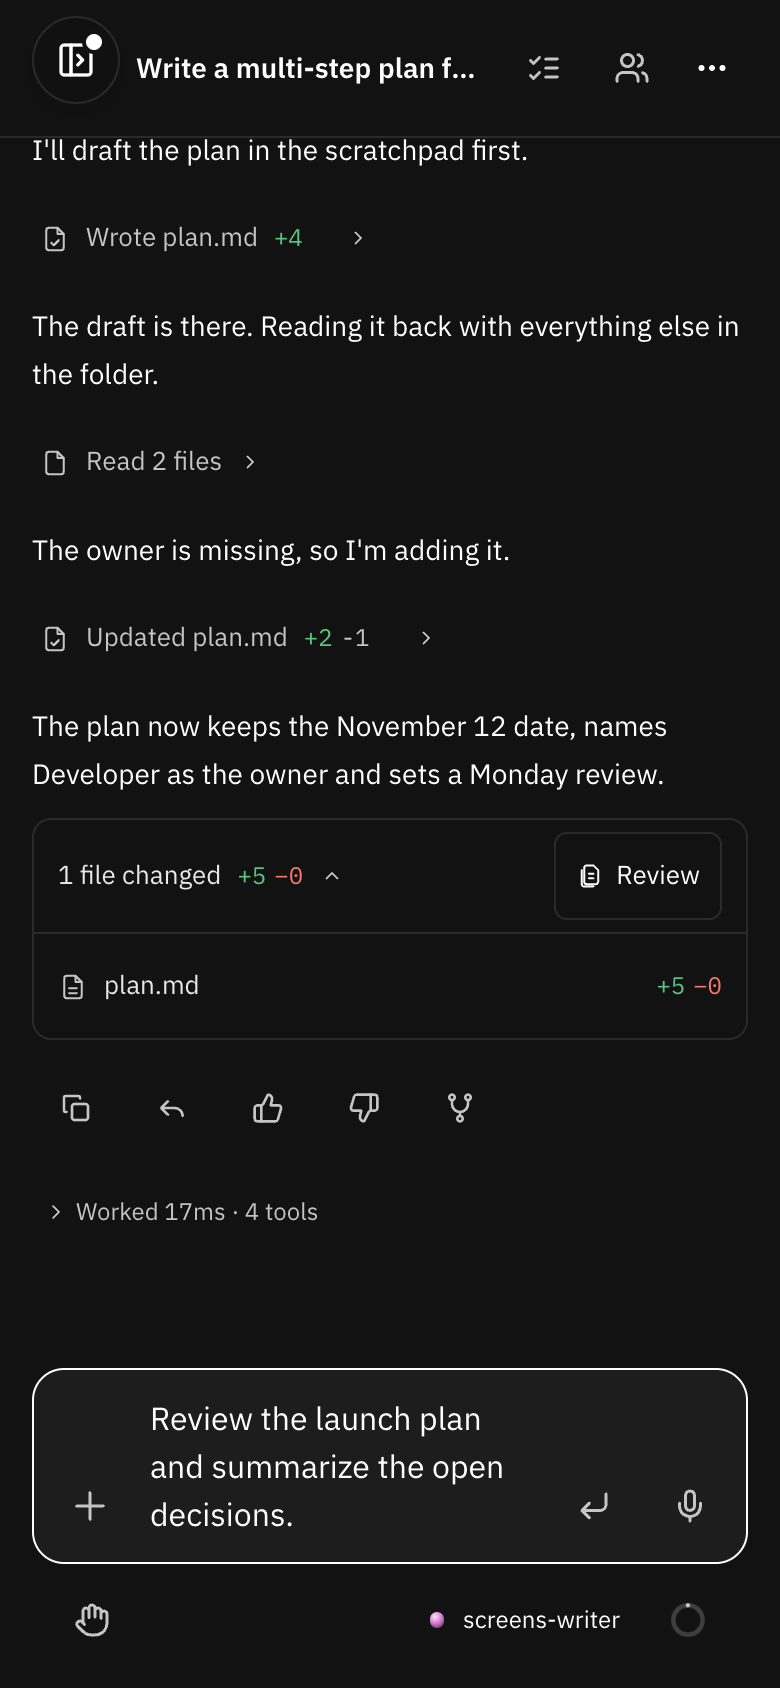 Write a multi-step plan f...
I'll draft the plan in the scratchpad first.
Wrote plan.md +4
The draft is there. Reading it back with everything else in
the folder.
Read 2 files
The owner is missing, so I'm adding it.
Updated plan.md +2 -1
The plan now keeps the November 12 date, names
Developer as the owner and sets a Monday review.
1 file changed +5 −0 Review
plan.md +5 −0
Worked 17ms · 4 tools
Review the launch plan
and summarize the open
decisions.
screens-writer